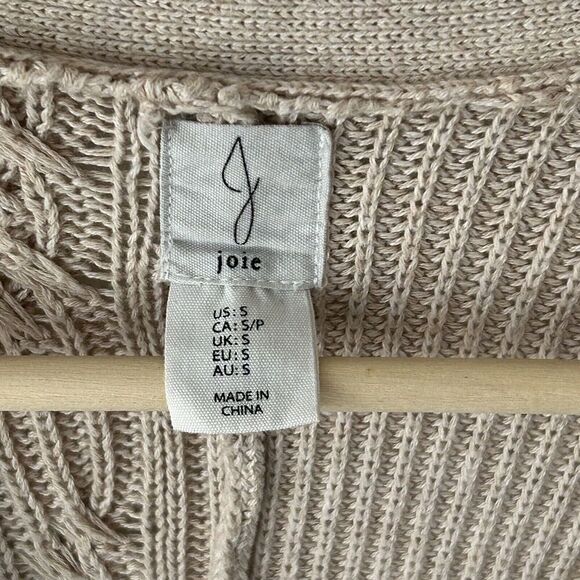 J
joie
US: S
CA: S/P
UK: S
EU: S
AU: S
MADE IN
CHINA